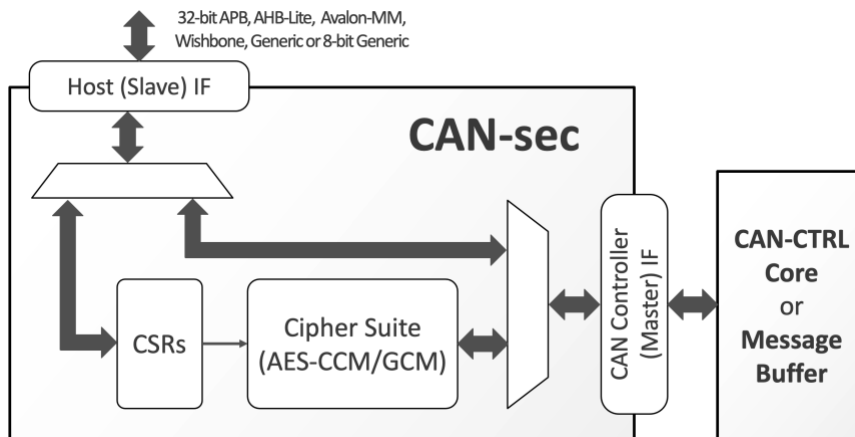 32-bit APB, AHB-Lite, Avalon-MM,
Wishbone, Generic or 8-bit Generic
Host (Slave) IF
CAN-sec
CSRs
Cipher Suite
(AES-CCM/GCM)
CAN Controller
(Master) IF
CAN-CTRL
Core
or
Message
Buffer